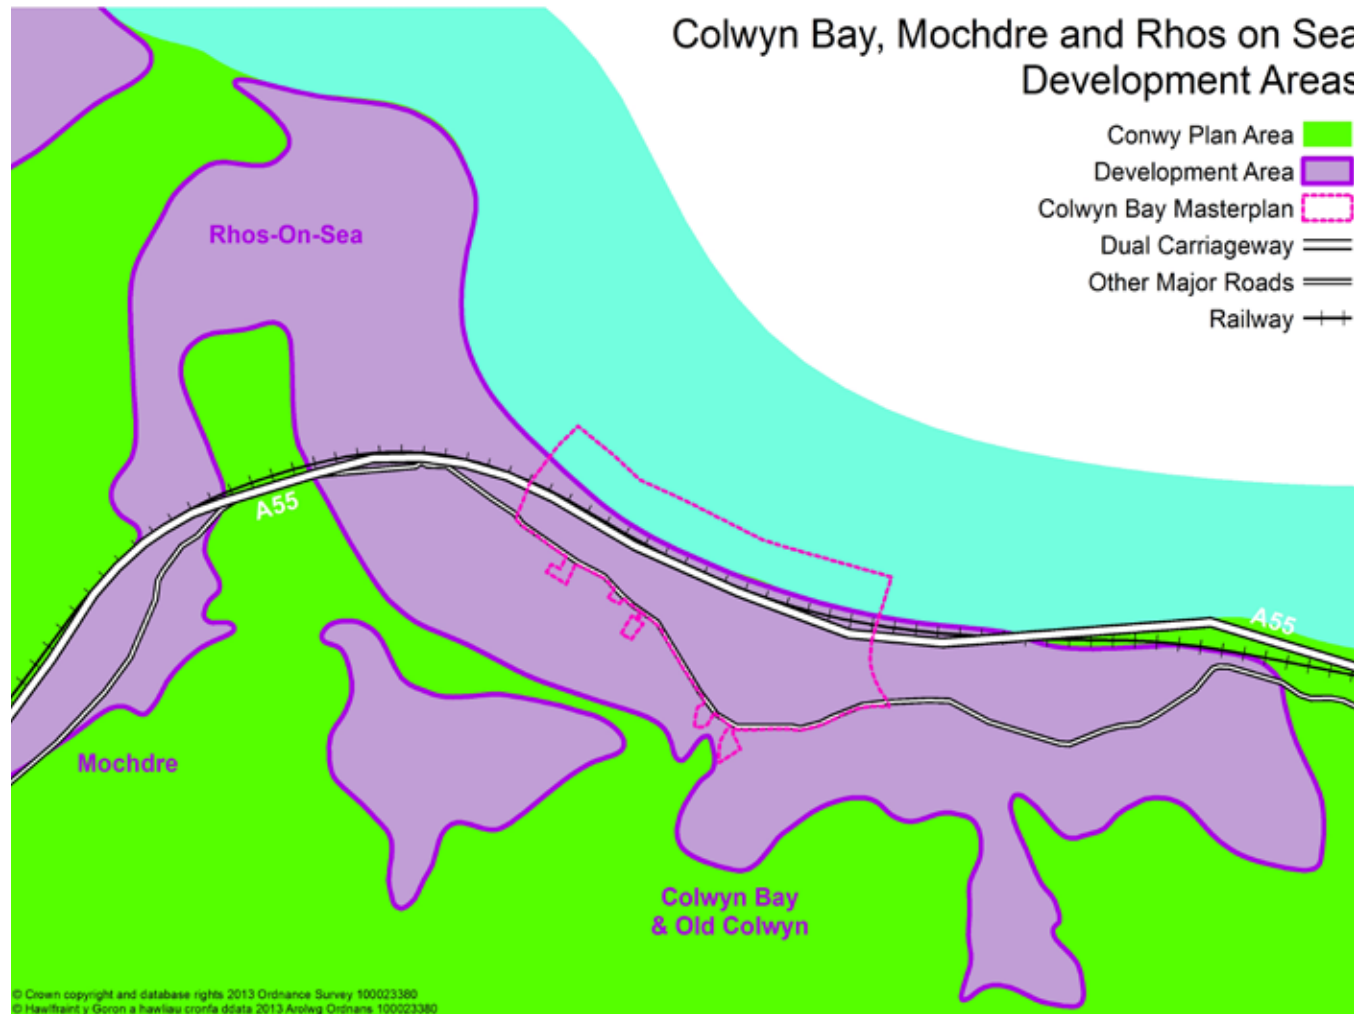 Colwyn Bay, Mochdre and Rhos on Sea
Development Areas
Conwy Plan Area
Development Area
Colwyn Bay Masterplan
Dual Carriageway
Other Major Roads
Railway
Rhos-On-Sea
A55
A55
Mochdre
Colwyn Bay
& Old Colwyn
© Crown copyright and database rights 2013 Ordnance Survey 100023380
© Hawlfraint y Goron a hawliau cronfa ddata 2013 Arolwg Ordnans 100023380